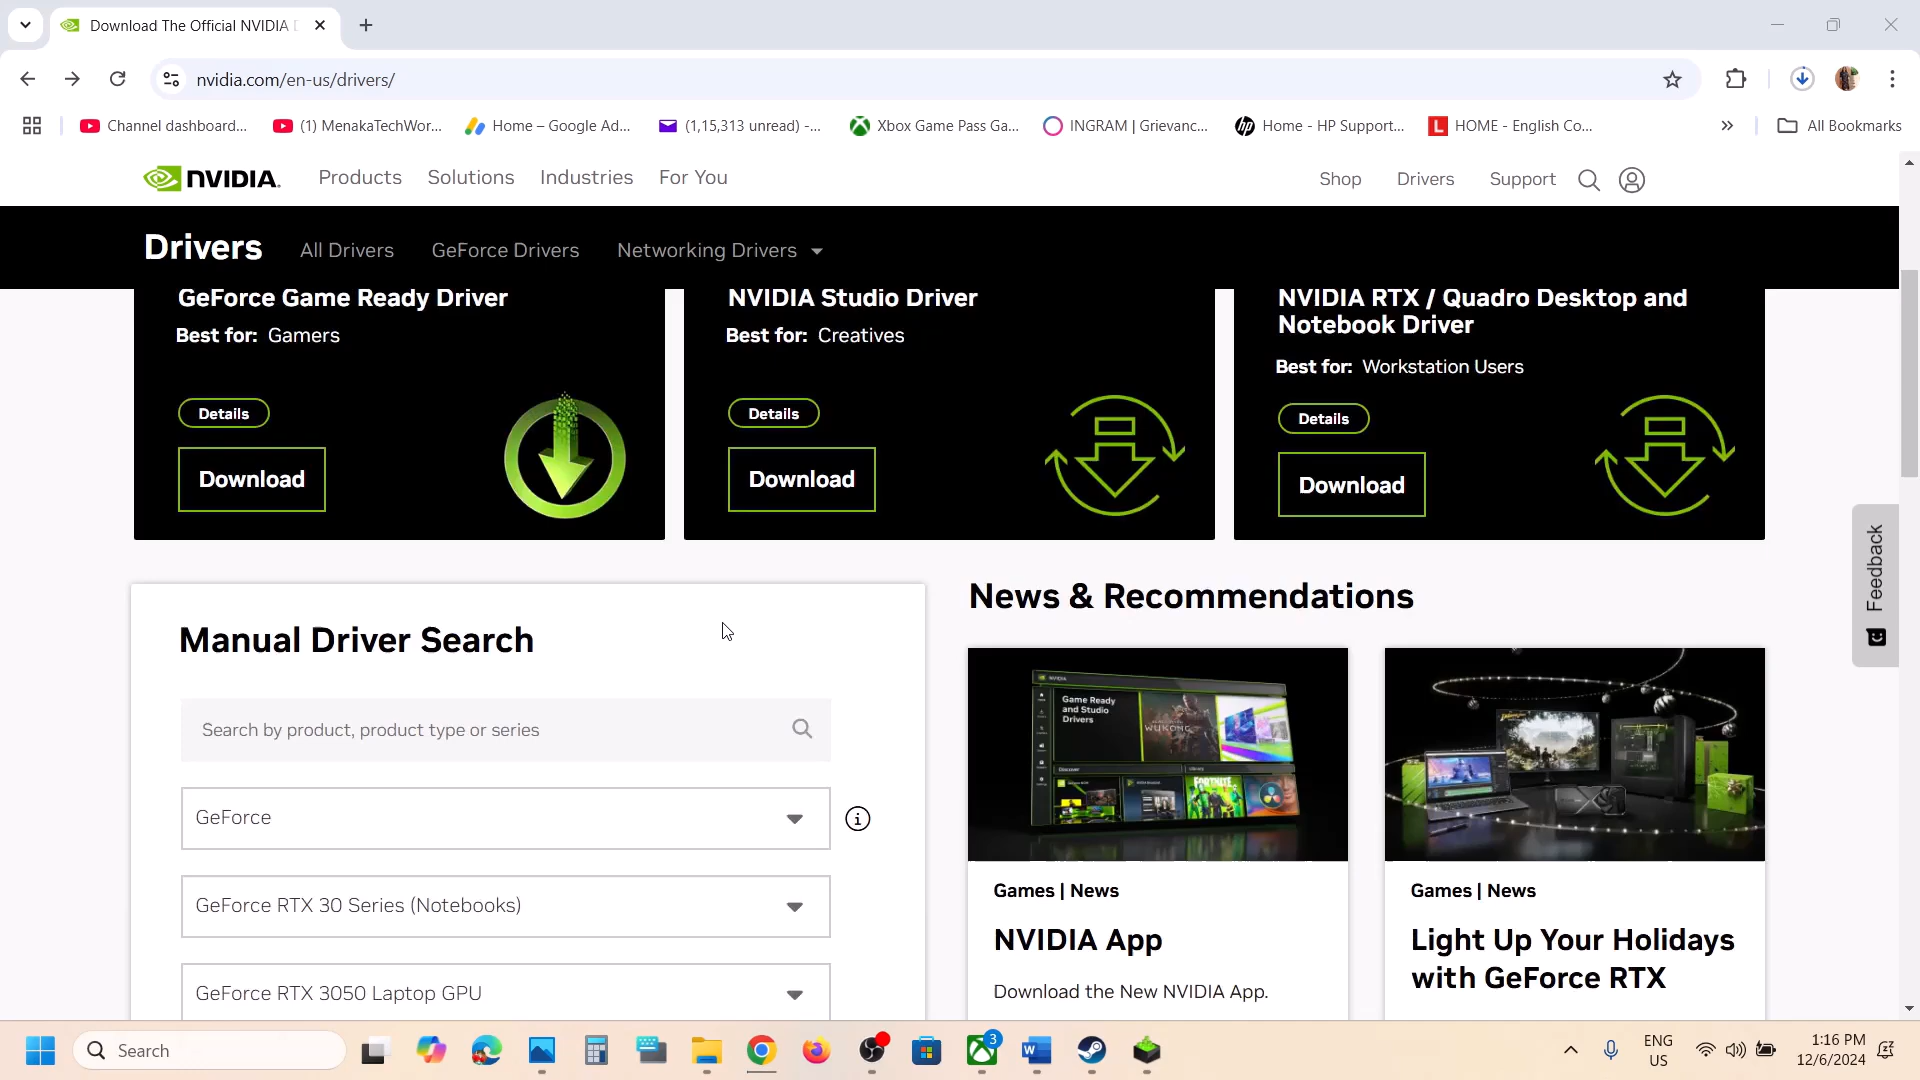 Download The Official NVIDIA D
nvidia.com/en-us/drivers/
Channel dashboard...
(1) MenakaTechWor...
Home – Google Ad...
(1,15,313 unread) -...
Xbox Game Pass Ga...
INGRAM | Grievanc...
Home - HP Support...
HOME - English Co...
All Bookmarks
NVIDIA.
Products
Solutions
Industries
For You
Shop
Drivers
Support
Drivers
All Drivers
GeForce Drivers
Networking Drivers
GeForce Game Ready Driver
Best for: Gamers
Details
Download
NVIDIA Studio Driver
Best for: Creatives
Details
Download
NVIDIA RTX / Quadro Desktop and
Notebook Driver
Best for: Workstation Users
Details
Download
Feedback
Manual Driver Search
Search by product, product type or series
GeForce
GeForce RTX 30 Series (Notebooks)
GeForce RTX 3050 Laptop GPU
News & Recommendations
NVIDIA
Game Ready
and Studio
Drivers
WUKONG
FORTNITE
Games | News
NVIDIA App
Download the New NVIDIA App.
Games | News
Light Up Your Holidays
with GeForce RTX
Search
3
ENG
US
1:16 PM
12/6/2024